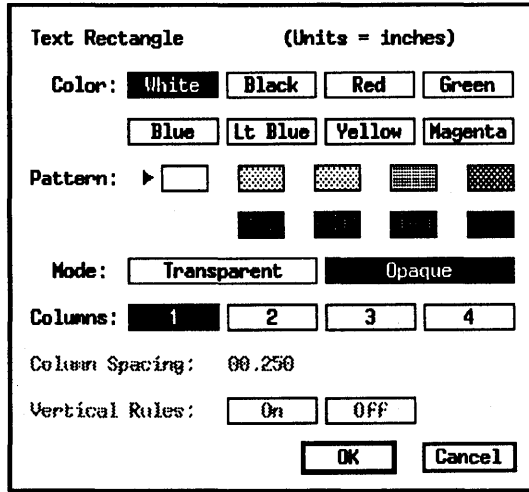 Text Rectangle (Units = inches)
Color: White Black Red Green
Blue Lt Blue Yellow Magenta
Pattern:
Mode: Transparent Opaque
Columns: 1 2 3 4
Column Spacing: 00.250
Vertical Rules: On Off
OK Cancel